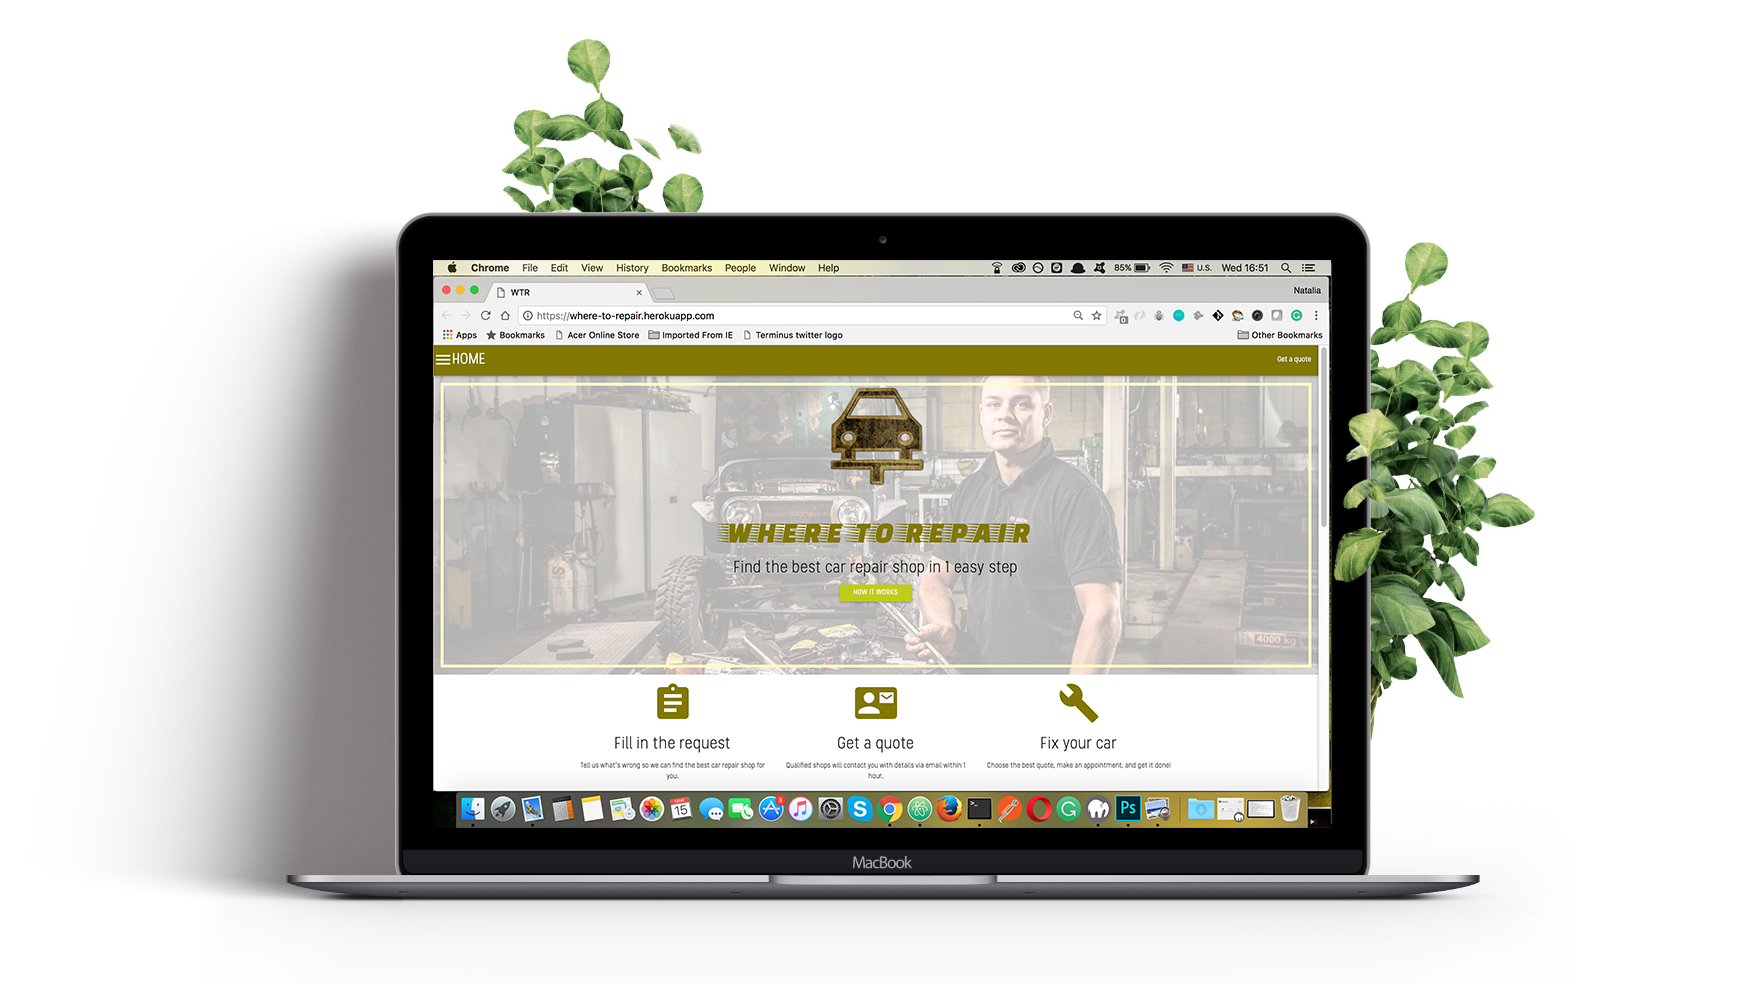 Chrome File Edit View History Bookmarks People Window Help 85% U.S. Wed 16:51
WTR Natalia
https://where-to-repair.herokuapp.com
Apps Bookmarks Acer Online Store Imported From IE Terminus twitter logo Other Bookmarks
HOME Get a quote
WHERE TO REPAIR
Find the best car repair shop in 1 easy step
HOW IT WORKS
4000 kg
Fill in the request Get a quote Fix your car
Tell us what's wrong so we can find the best car repair shop for you.
Qualified shops will contact you with details via email within 1 hour.
Choose the best quote, make an appointment, and get it done!
15 3 Ps
MacBook